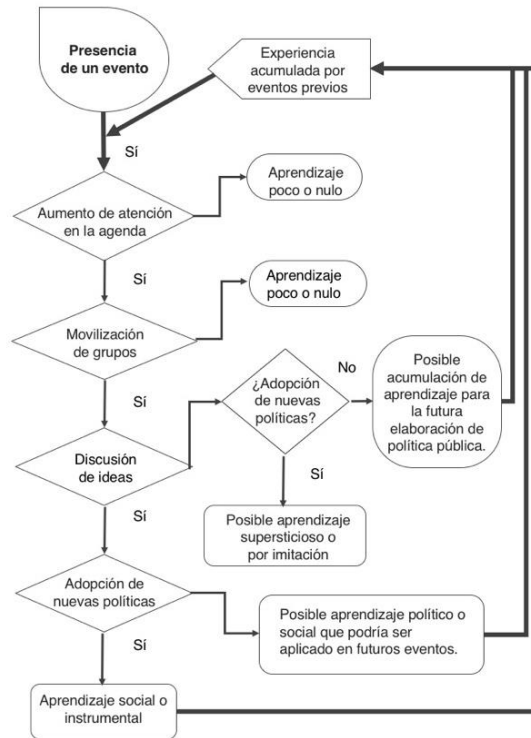 Presencia
de un evento
Experiencia
acumulada por
eventos previos
Sí
Aumento de atención
en la agenda
Aprendizaje
poco o nulo
Sí
Movilización
de grupos
Aprendizaje
poco o nulo
Sí
¿Adopción
de nuevas
políticas?
No
Posible
acumulación de
aprendizaje para
la futura
elaboración de
política pública.
Discusión
de ideas
Sí
Posible aprendizaje
supersticioso o
por imitación
Sí
Adopción de
nuevas políticas
Posible aprendizaje político o
social que podría ser
aplicado en futuros eventos.
Sí
Aprendizaje social o
instrumental